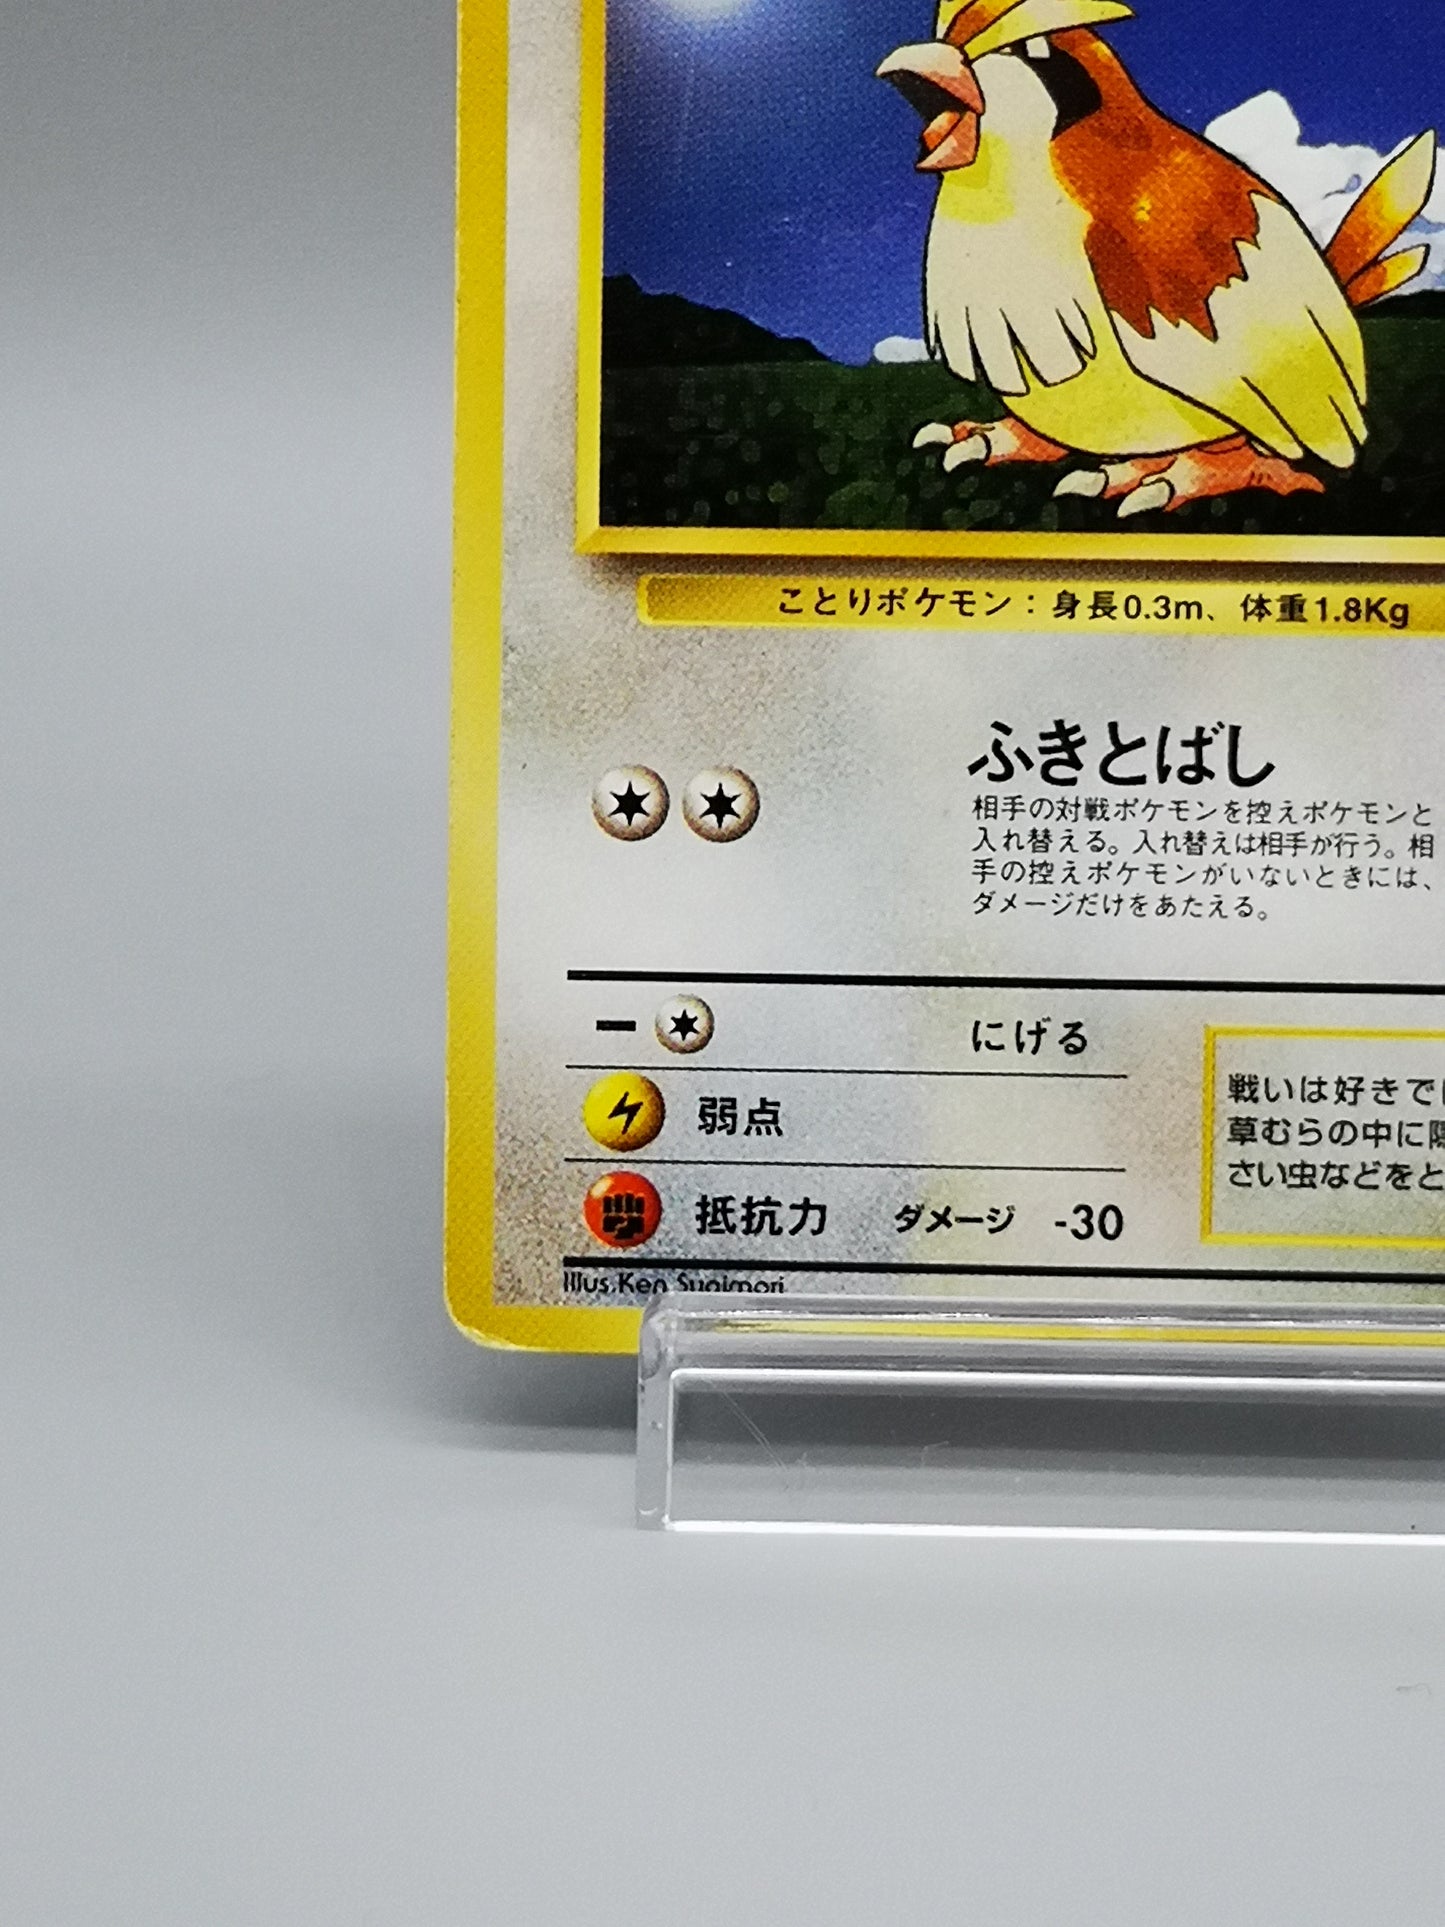 ことりポケモン：身長0.3m、体重1.8Kg
ふきとばし
相手の対戦ポケモンを控えポケモンと
入れ替える。入れ替えは相手が行う。相
手の控えポケモンがいないときには、
ダメージだけをあたえる。
ー にげる
弱点
抵抗力 ダメージ -30
戦いは好きで
草むらの中に
さい虫などをと
Illus.Ken Sugimori